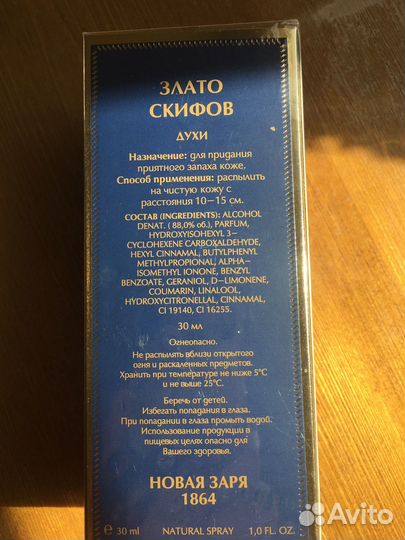 ЗЛАТО
СКИФОВ
ДУХИ
Назначение: для придания
приятного запаха коже.
Способ применения: распылить
на чистую кожу с
расстояния 10–15 см.
СОСТАВ (INGREDIENTS): ALCOHOL
DENAT. ( 88,0% об.), PARFUM,
HYDROXYISOHEXYL 3–
CYCLOHEXENE CARBOXALDEHYDE,
HEXYL CINNAMAL, BUTYLPHENYL
METHYLPROPIONAL, ALPHA–
ISOMETHYL IONONE, BENZYL
BENZOATE, GERANIOL, D–LIMONENE,
COUMARIN, LINALOOL,
HYDROXYCITRONELLAL, CINNAMAL,
CI 19140, CI 16255.
30 мл
Огнеопасно.
Не распылять вблизи открытого
огня и раскаленных предметов.
Хранить при температуре не ниже 5°С
и не выше 25°С.
Беречь от детей.
Избегать попадания в глаза.
При попадании в глаза промыть водой.
Использование продукции в
пищевых целях опасно для
Вашего здоровья.
НОВАЯ ЗАРЯ
1864
℮ 30 ml NATURAL SPRAY 1,0 FL. OZ.
Avito